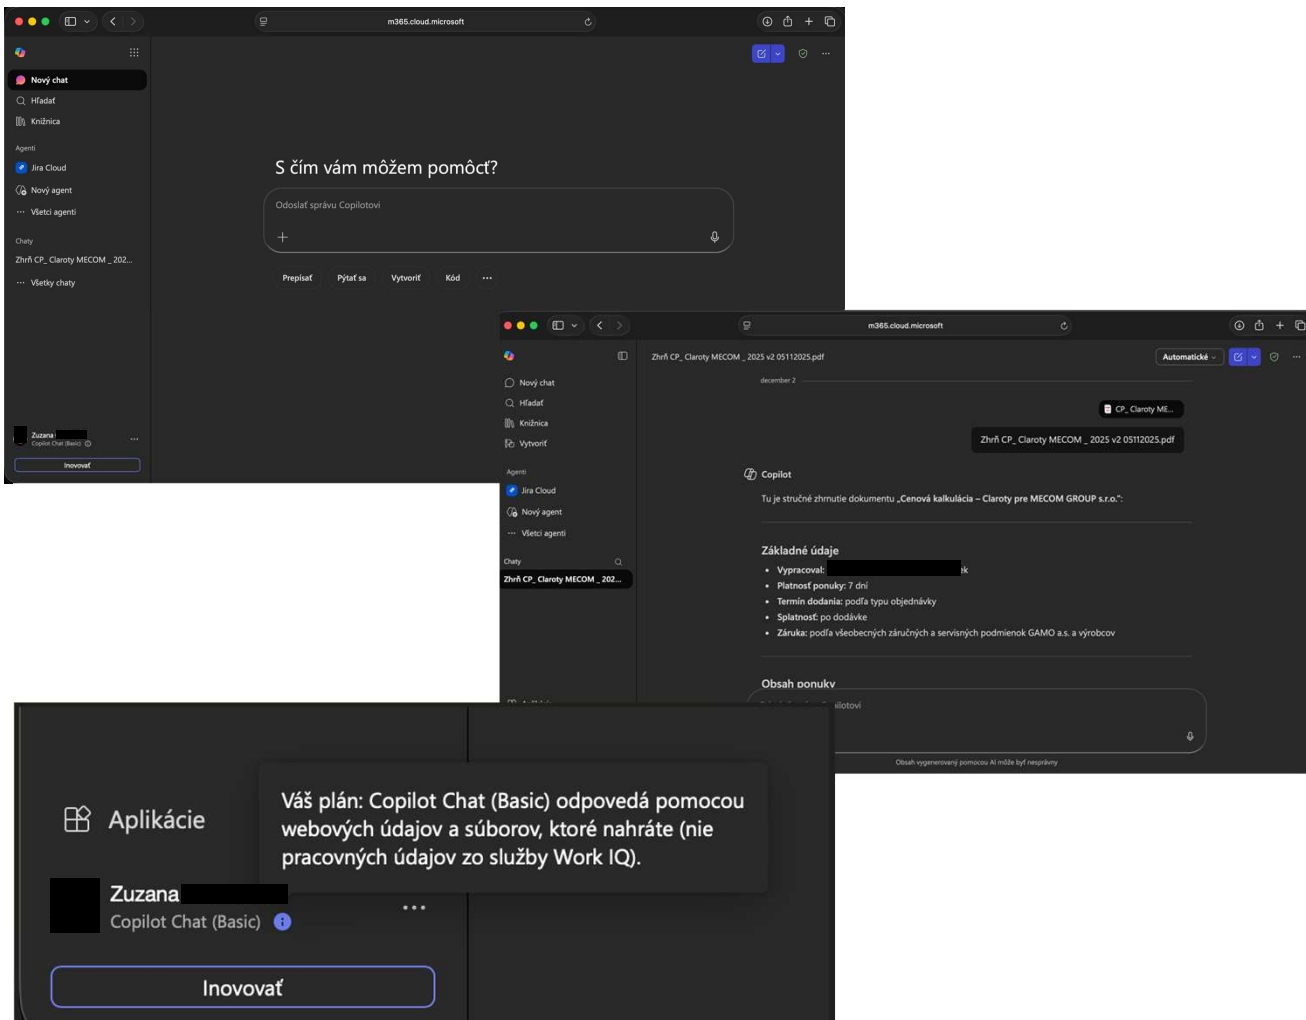 m365.cloud.microsoft
Nový chat
Hľadať
Knižnica
Agenti
Jira Cloud
Nový agent
Všetci agenti
Chaty
Zhrň CP_ Claroty MECOM _ 202...
Všetky chaty
S čím vám môžem pomôcť?
Odoslať správu Copilotovi
Prepísať Pýtať sa Vytvoriť Kód
Zuzana
Copilot Chat (Basic)
Inovovať
m365.cloud.microsoft
Nový chat
Hľadať
Knižnica
Vytvoriť
Agenti
Jira Cloud
Nový agent
Všetci agenti
Chaty
Zhrň CP_ Claroty MECOM _ 202...
Zhrň CP_ Claroty MECOM _ 2025 v2 05112025.pdf
Automatické
december 2
CP_ Claroty ME...
Zhrň CP_ Claroty MECOM _ 2025 v2 05112025.pdf
Copilot
Tu je stručné zhrnutie dokumentu „Cenová kalkulácia – Claroty pre MECOM GROUP s.r.o.“:
Základné údaje
Vypracoval:
Platnosť ponuky: 7 dní
Termín dodania: podľa typu objednávky
Splatnosť: po dodávke
Záruka: podľa všeobecných záručných a servisných podmienok GAMO a.s. a výrobcov
Obsah ponuky
Obsah vygenerovaný pomocou AI môže byť nesprávny
Váš plán: Copilot Chat (Basic) odpovedá pomocou
webových údajov a súborov, ktoré nahráte (nie
pracovných údajov zo služby Work IQ).
Aplikácie
Zuzana
Copilot Chat (Basic)
Inovovať